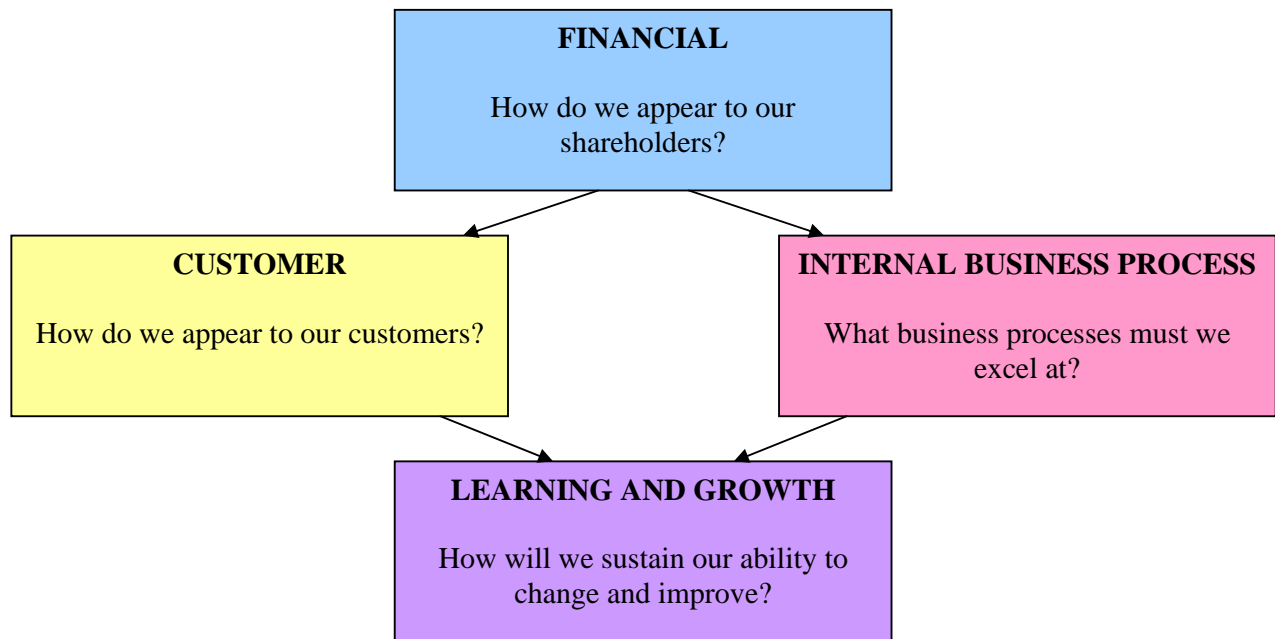 FINANCIAL
How do we appear to our
shareholders?
CUSTOMER
How do we appear to our customers?
INTERNAL BUSINESS PROCESS
What business processes must we
excel at?
LEARNING AND GROWTH
How will we sustain our ability to
change and improve?